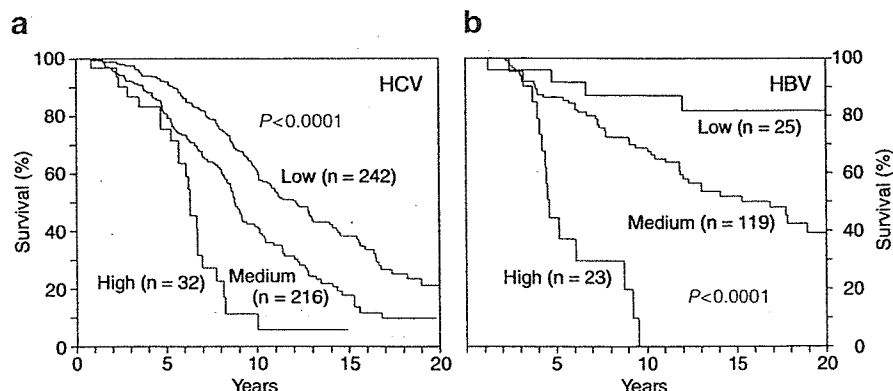 a
HCV
P<0.0001
Low (n = 242)
High (n = 32)
Medium
(n = 216)
Survival (%)
100
80
60
40
20
0
0 5 10 15 20
Years
b
HBV
Low (n = 25)
Medium (n = 119)
High (n = 23)
P<0.0001
Survival (%)
100
80
60
40
20
0
5 10 15 20
Years